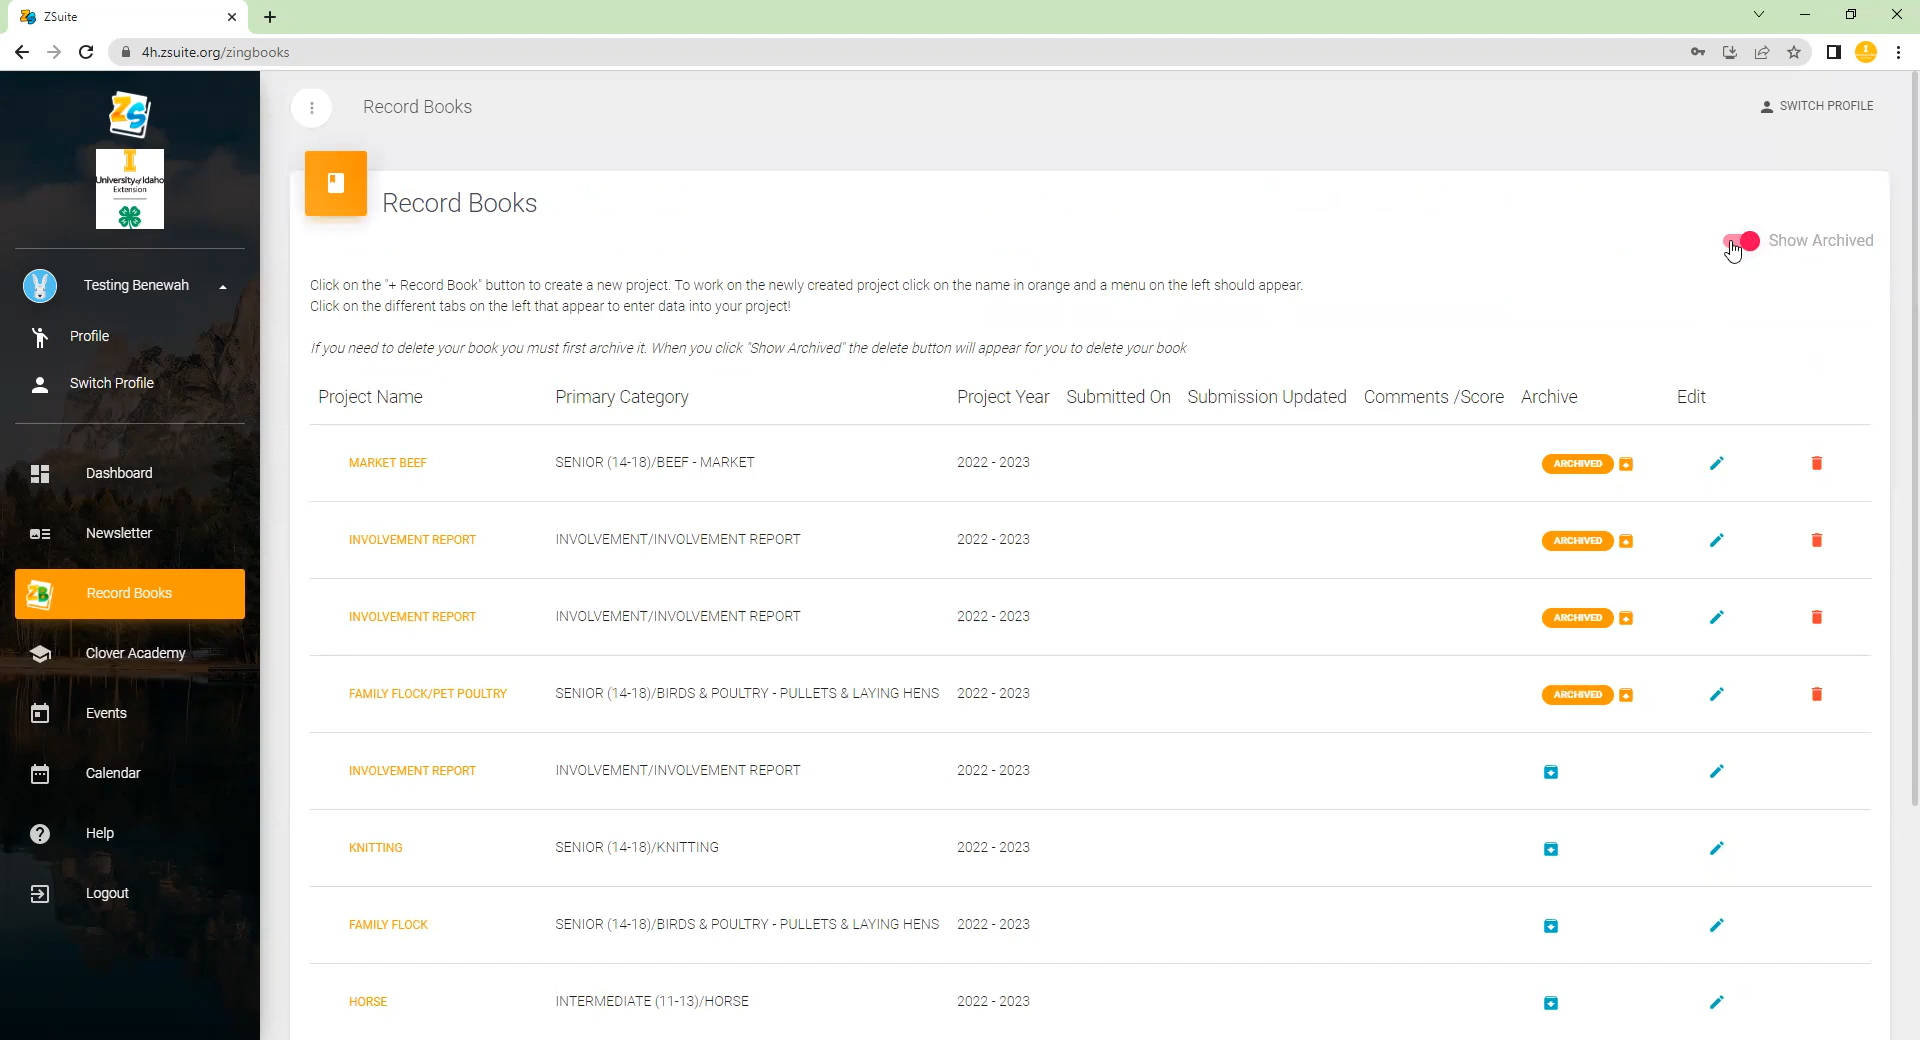 ZSuite
4h.zsuite.org/zingbooks
University of Idaho
Extension
Testing Benewah
Profile
Switch Profile
Dashboard
Newsletter
Record Books
Clover Academy
Events
Calendar
Help
Logout
Record Books
SWITCH PROFILE
Record Books
Show Archived
Click on the "+ Record Book" button to create a new project. To work on the newly created project click on the name in orange and a menu on the left should appear.
Click on the different tabs on the left that appear to enter data into your project!
If you need to delete your book you must first archive it. When you click "Show Archived" the delete button will appear for you to delete your book
Project Name Primary Category Project Year Submitted On Submission Updated Comments /Score Archive Edit
MARKET BEEF SENIOR (14-18)/BEEF - MARKET 2022 - 2023 ARCHIVED
INVOLVEMENT REPORT INVOLVEMENT/INVOLVEMENT REPORT 2022 - 2023 ARCHIVED
INVOLVEMENT REPORT INVOLVEMENT/INVOLVEMENT REPORT 2022 - 2023 ARCHIVED
FAMILY FLOCK/PET POULTRY SENIOR (14-18)/BIRDS & POULTRY - PULLETS & LAYING HENS 2022 - 2023 ARCHIVED
INVOLVEMENT REPORT INVOLVEMENT/INVOLVEMENT REPORT 2022 - 2023
KNITTING SENIOR (14-18)/KNITTING 2022 - 2023
FAMILY FLOCK SENIOR (14-18)/BIRDS & POULTRY - PULLETS & LAYING HENS 2022 - 2023
HORSE INTERMEDIATE (11-13)/HORSE 2022 - 2023